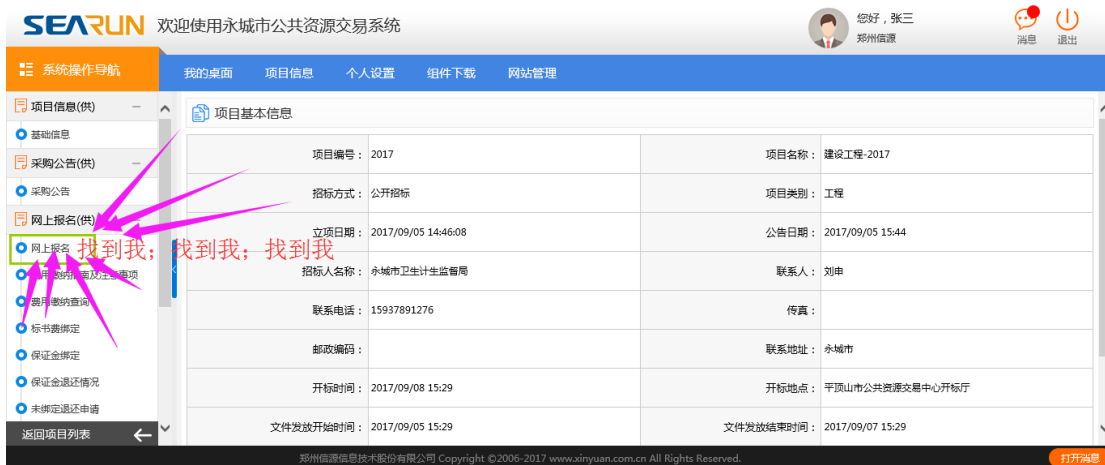 SEARUN 欢迎使用永城市公共资源交易系统
您好，张三
郑州信源
消息 退出
系统操作导航
我的桌面 项目信息 个人设置 组件下载 网站管理
项目信息(供)
基础信息
采购公告(供)
采购公告
网上报名(供)
网上报名
找到我；找到我；找到我
费用缴纳查询
标书费绑定
保证金绑定
保证金退还情况
未绑定退还申请
返回项目列表
项目基本信息
项目编号： 2017 项目名称： 建设工程-2017
招标方式： 公开招标 项目类别： 工程
立项日期： 2017/09/05 14:46:08 公告日期： 2017/09/05 15:44
招标人名称： 永城市卫生计生监督局 联系人： 刘申
联系电话： 15937891276 传真：
邮政编码： 联系地址： 永城市
开标时间： 2017/09/08 15:29 开标地点： 平顶山市公共资源交易中心开标厅
文件发放开始时间： 2017/09/05 15:29 文件发放结束时间： 2017/09/07 15:29
郑州信源信息技术股份有限公司 Copyright ©2006-2017 www.xinyuan.com.cn All Rights Reserved.
打开消息